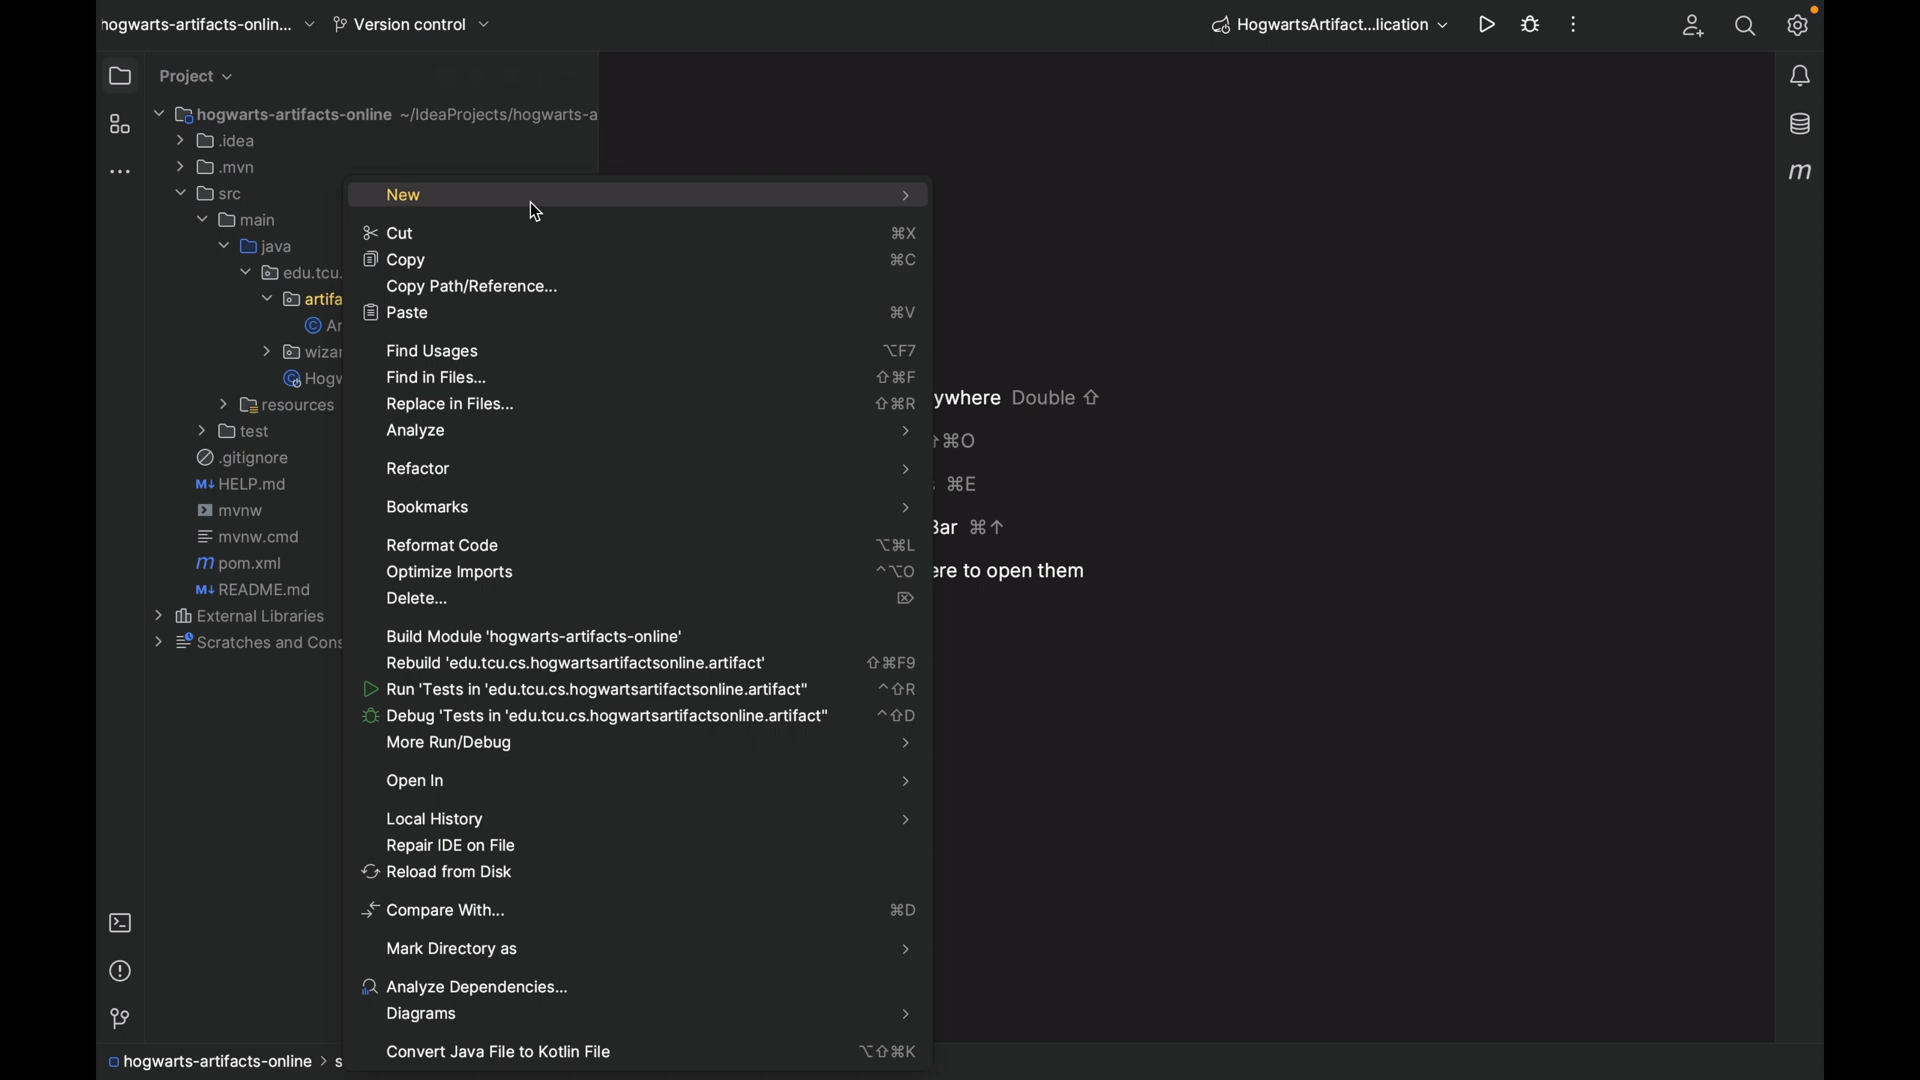 hogwarts-artifacts-onlin...
Version control
HogwartsArtifact...lication
Project
hogwarts-artifacts-online ~/IdeaProjects/hogwarts-a
.idea
.mvn
src
main
java
edu.tcu.
artifa
Ar
wizar
Hogw
resources
test
.gitignore
HELP.md
mvnw
mvnw.cmd
pom.xml
README.md
External Libraries
Scratches and Cons
New
Cut ⌘X
Copy ⌘C
Copy Path/Reference...
Paste ⌘V
Find Usages ⌥F7
Find in Files... ⇧⌘F
Replace in Files... ⇧⌘R
Analyze
Refactor
Bookmarks
Reformat Code ⌥⌘L
Optimize Imports ^⌥O
Delete... ⌦
Build Module 'hogwarts-artifacts-online'
Rebuild 'edu.tcu.cs.hogwartsartifactsonline.artifact' ⇧⌘F9
Run 'Tests in 'edu.tcu.cs.hogwartsartifactsonline.artifact'' ^⇧R
Debug 'Tests in 'edu.tcu.cs.hogwartsartifactsonline.artifact'' ^⇧D
More Run/Debug
Open In
Local History
Repair IDE on File
Reload from Disk
Compare With... ⌘D
Mark Directory as
Analyze Dependencies...
Diagrams
Convert Java File to Kotlin File ⌥⇧⌘K
ywhere Double ⇧
⇧⌘O
s ⌘E
Bar ⌘↑
ere to open them
hogwarts-artifacts-online > s